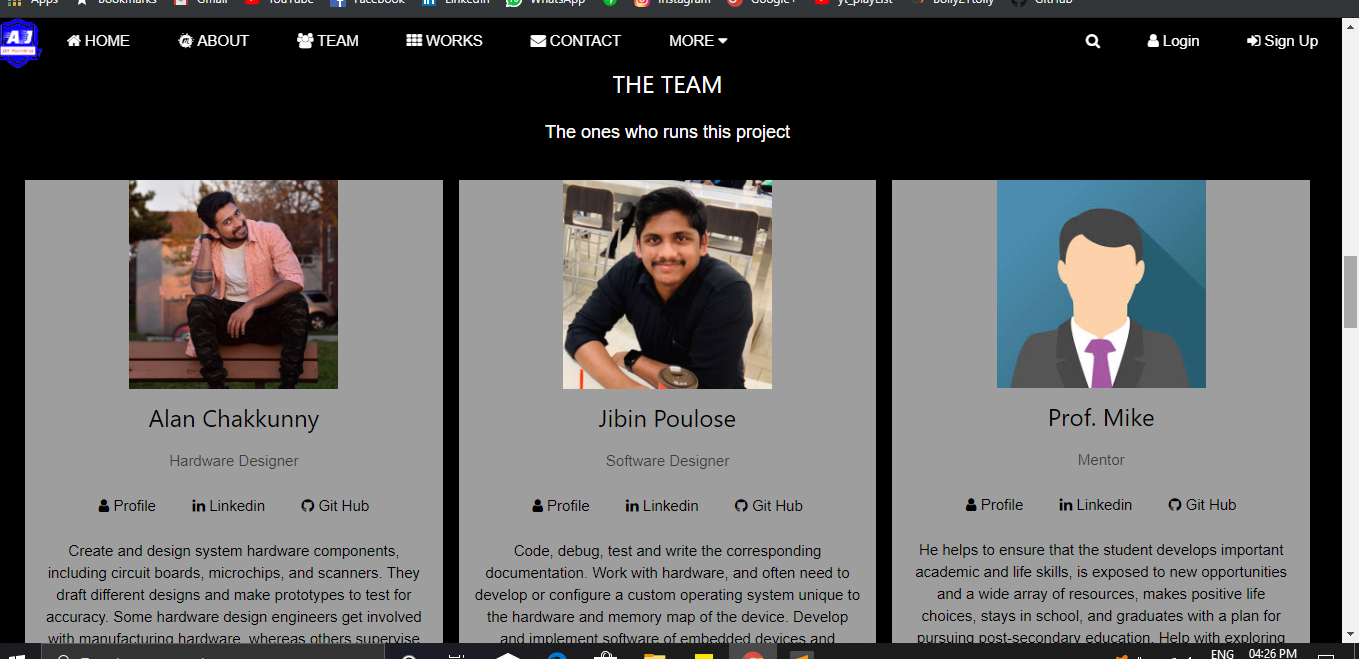 Apps Bookmarks Gmail YouTube Facebook LinkedIn WhatsApp Instagram Google+ yt_playList Bolly2Tolly GitHub
AJ
HOME ABOUT TEAM WORKS CONTACT MORE Login Sign Up
THE TEAM
The ones who runs this project
Alan Chakkunny
Hardware Designer
Profile Linkedin Git Hub
Create and design system hardware components,
including circuit boards, microchips, and scanners. They
draft different designs and make prototypes to test for
accuracy. Some hardware design engineers get involved
with manufacturing hardware, whereas others supervise
Jibin Poulose
Software Designer
Profile Linkedin Git Hub
Code, debug, test and write the corresponding
documentation. Work with hardware, and often need to
develop or configure a custom operating system unique to
the hardware and memory map of the device. Develop
and implement software of embedded devices and
Prof. Mike
Mentor
Profile Linkedin Git Hub
He helps to ensure that the student develops important
academic and life skills, is exposed to new opportunities
and a wide array of resources, makes positive life
choices, stays in school, and graduates with a plan for
pursuing post-secondary education. Help with exploring
ENG 04:26 PM